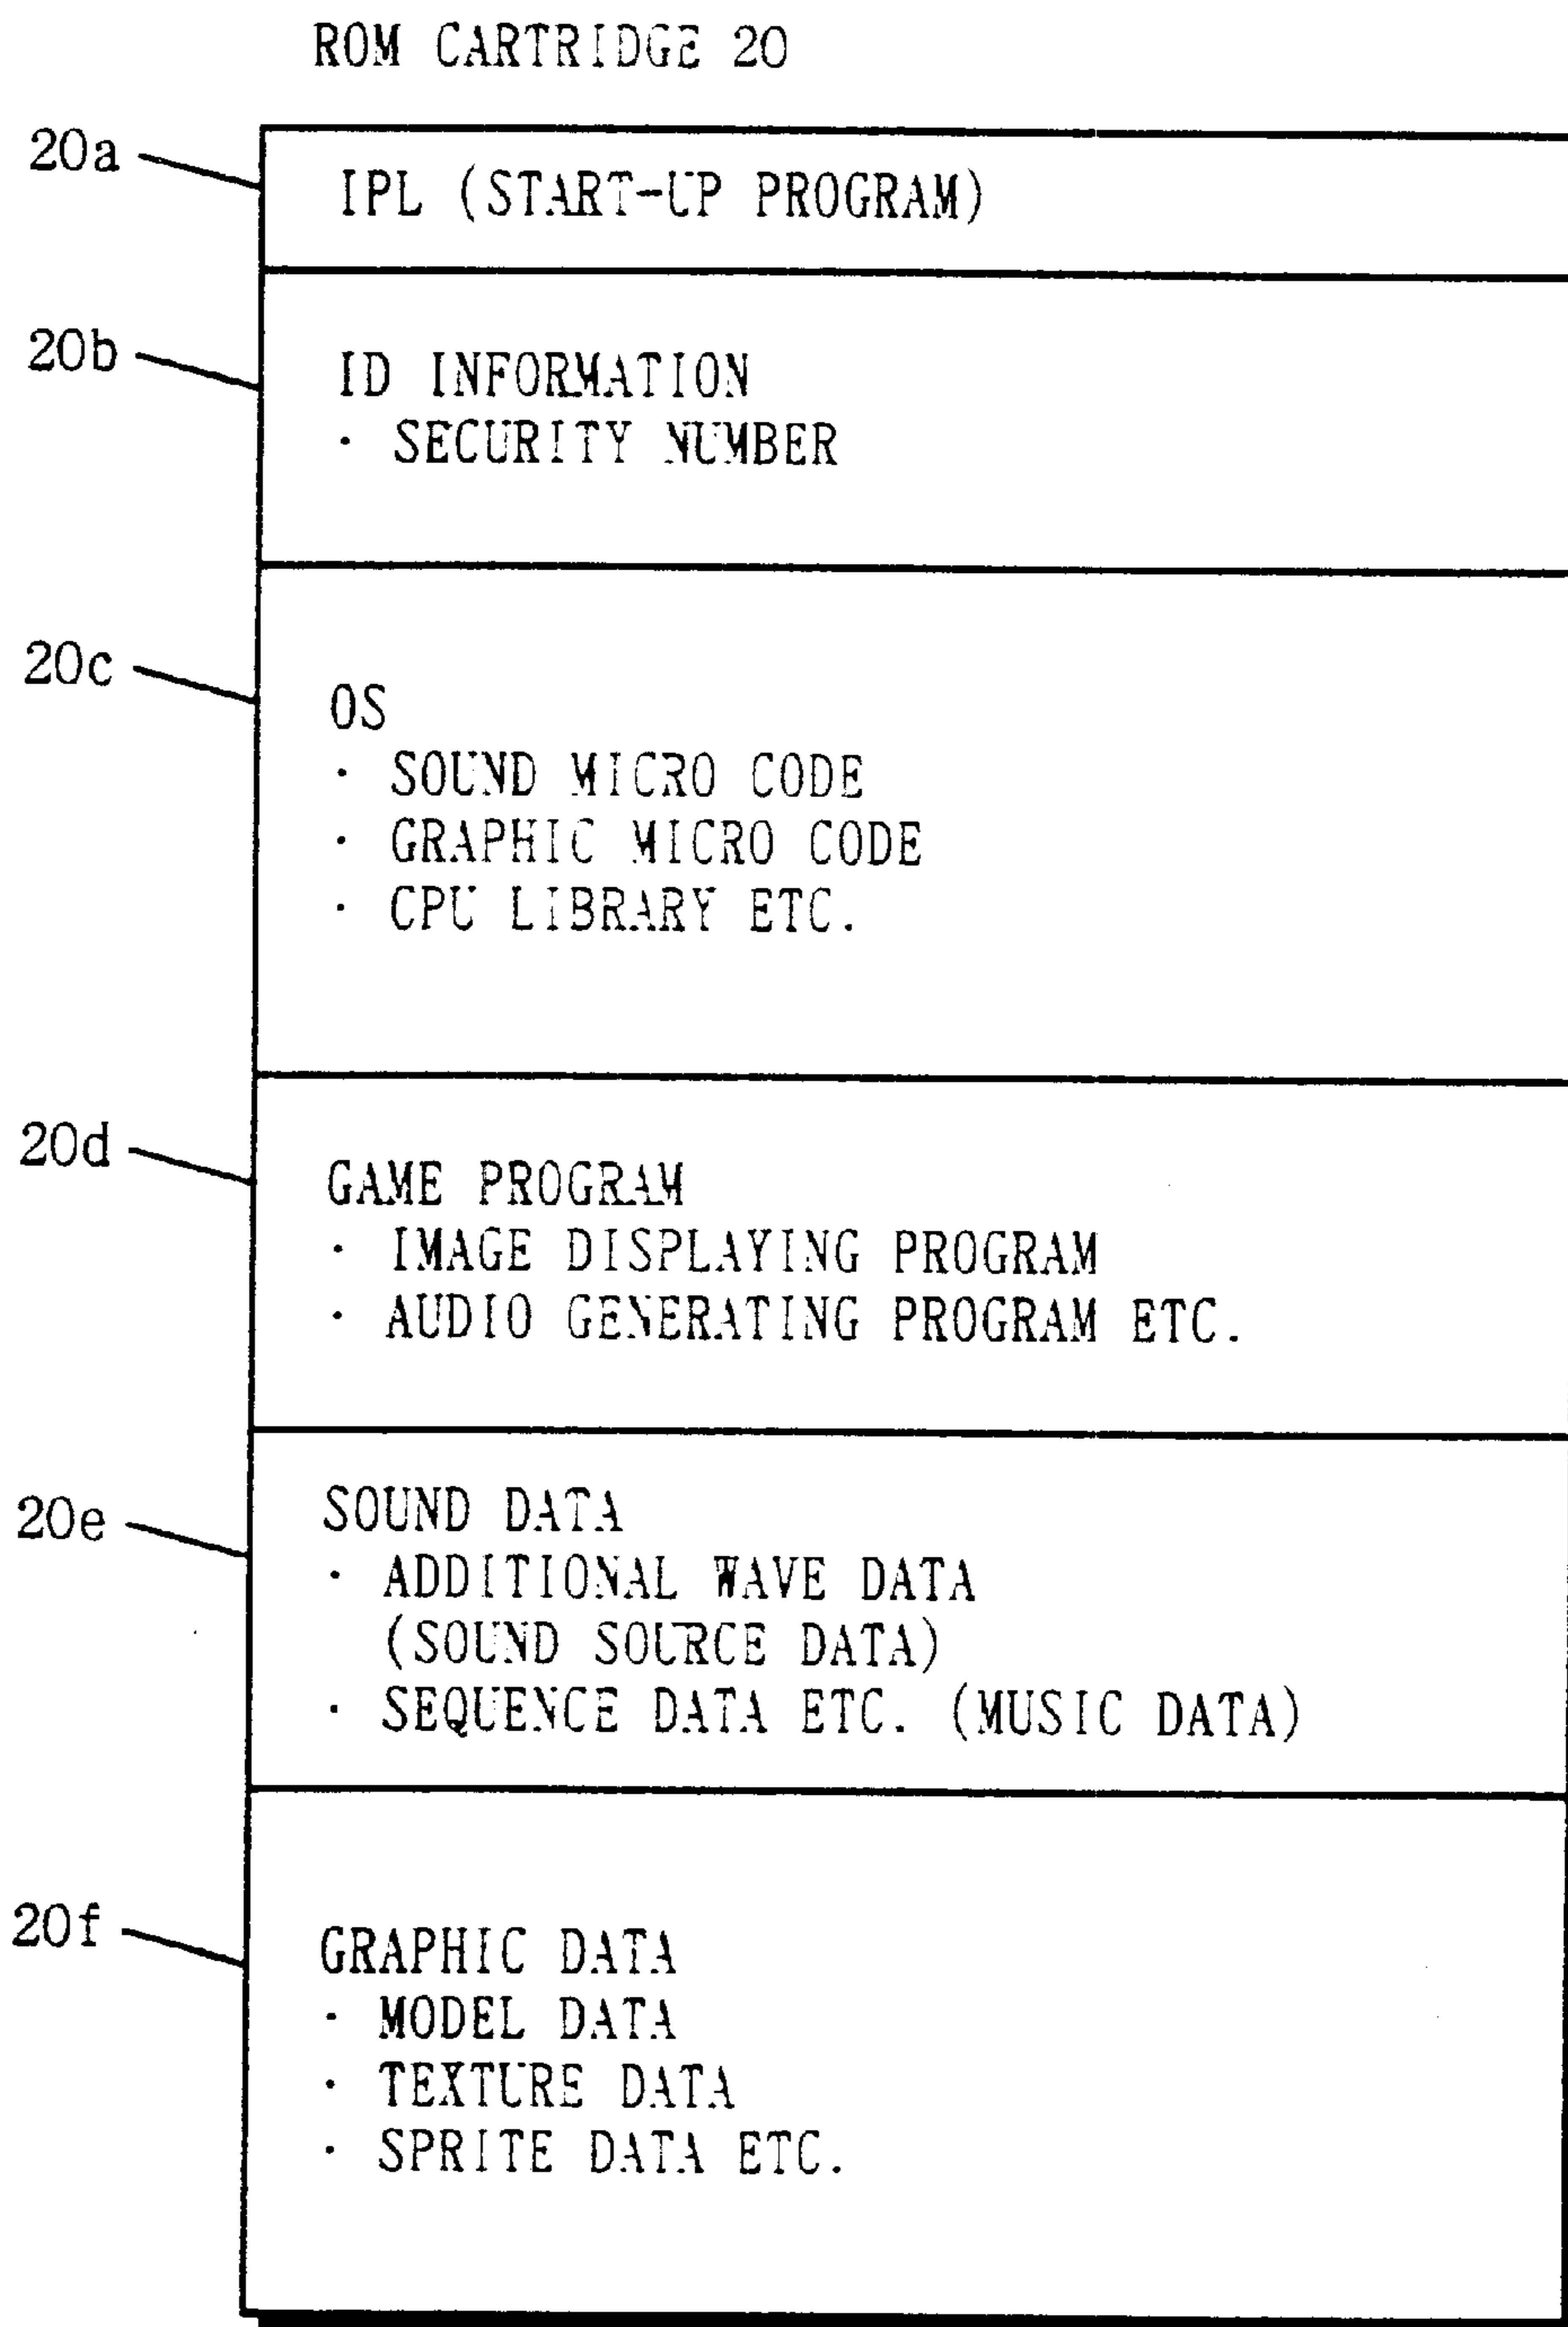 ROM CARTRIDGE 20
20a
IPL (START-UP PROGRAM)
20b
ID INFORMATION
· SECURITY NUMBER
20c
OS
· SOUND MICRO CODE
· GRAPHIC MICRO CODE
· CPU LIBRARY ETC.
20d
GAME PROGRAM
· IMAGE DISPLAYING PROGRAM
· AUDIO GENERATING PROGRAM ETC.
20e
SOUND DATA
· ADDITIONAL WAVE DATA
(SOUND SOURCE DATA)
· SEQUENCE DATA ETC. (MUSIC DATA)
20f
GRAPHIC DATA
· MODEL DATA
· TEXTURE DATA
· SPRITE DATA ETC.